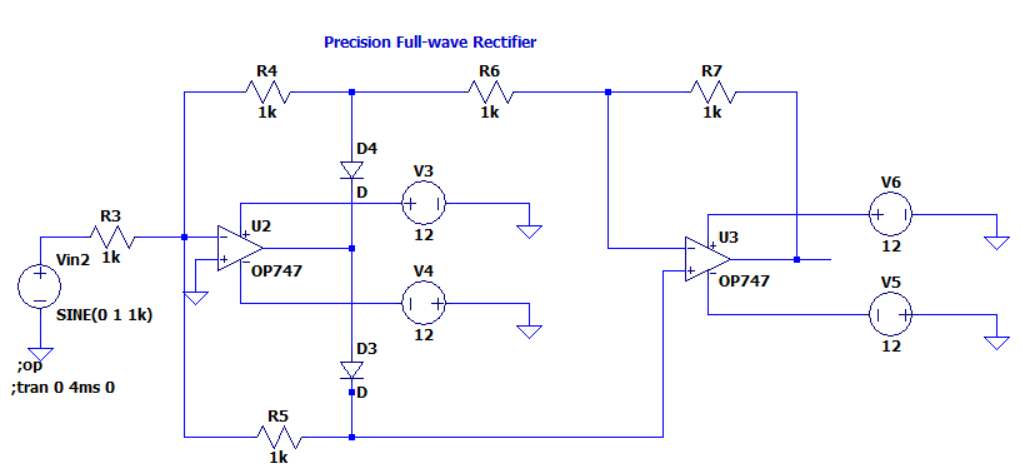 Precision Full-wave Rectifier
R4
1k
R6
1k
R7
1k
D4
D
V3
12
V6
12
R3
1k
U2
OP747
U3
OP747
Vin2
SINE(0 1 1k)
V4
12
V5
12
;op
;tran 0 4ms 0
D3
D
R5
1k